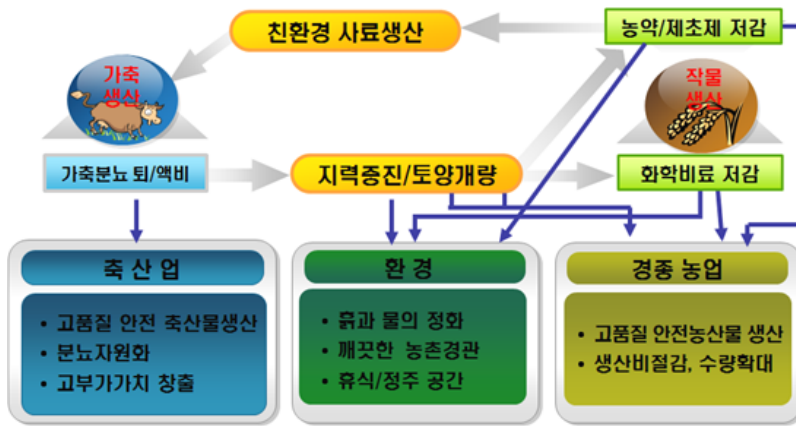 친환경 사료생산
농약/제초제 저감
가축
생산
작물
생산
가축분뇨 퇴/액비
지력증진/토양개량
화학비료 저감
축 산 업
• 고품질 안전 축산물생산
• 분뇨자원화
• 고부가가치 창출
환 경
• 흙과 물의 정화
• 깨끗한 농촌경관
• 휴식/정주 공간
경종 농업
• 고품질 안전농산물 생산
• 생산비절감, 수량확대